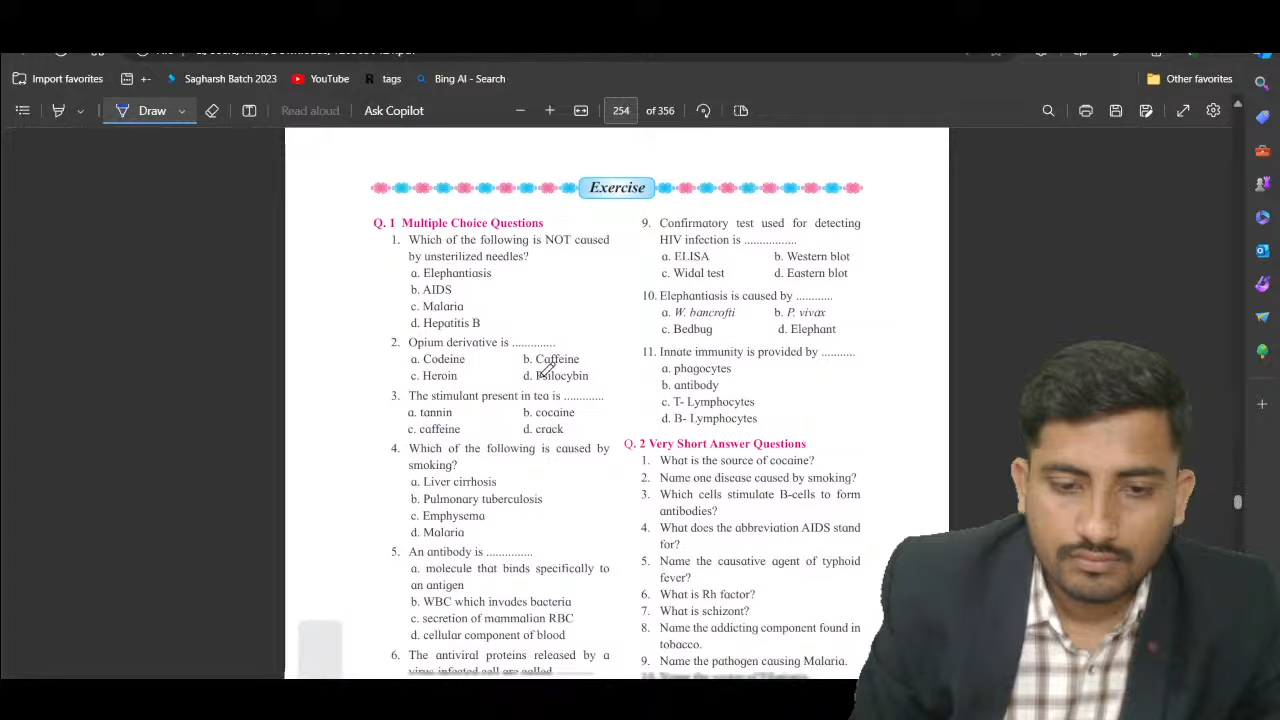 Import favorites
+-
Sagharsh Batch 2023
YouTube
tags
Bing AI - Search
Other favorites
Draw
Read aloud
Ask Copilot
254
of 356
Exercise
Q. 1 Multiple Choice Questions
1. Which of the following is NOT caused
by unsterilized needles?
a. Elephantiasis
b. AIDS
c. Malaria
d. Hepatitis B
2. Opium derivative is ..............
a. Codeine b. Caffeine
c. Heroin d. Psilocybin
3. The stimulant present in tea is .............
a. tannin b. cocaine
c. caffeine d. crack
4. Which of the following is caused by
smoking?
a. Liver cirrhosis
b. Pulmonary tuberculosis
c. Emphysema
d. Malaria
5. An antibody is ...............
a. molecule that binds specifically to
an antigen
b. WBC which invades bacteria
c. secretion of mammalian RBC
d. cellular component of blood
6. The antiviral proteins released by a
virus infected cell are called
9. Confirmatory test used for detecting
HIV infection is .................
a. ELISA b. Western blot
c. Widal test d. Eastern blot
10. Elephantiasis is caused by ............
a. W. bancrofti b. P. vivax
c. Bedbug d. Elephant
11. Innate immunity is provided by ...........
a. phagocytes
b. antibody
c. T- Lymphocytes
d. B- Lymphocytes
Q. 2 Very Short Answer Questions
1. What is the source of cocaine?
2. Name one disease caused by smoking?
3. Which cells stimulate B-cells to form
antibodies?
4. What does the abbreviation AIDS stand
for?
5. Name the causative agent of typhoid
fever?
6. What is Rh factor?
7. What is schizont?
8. Name the addicting component found in
tobacco.
9. Name the pathogen causing Malaria.